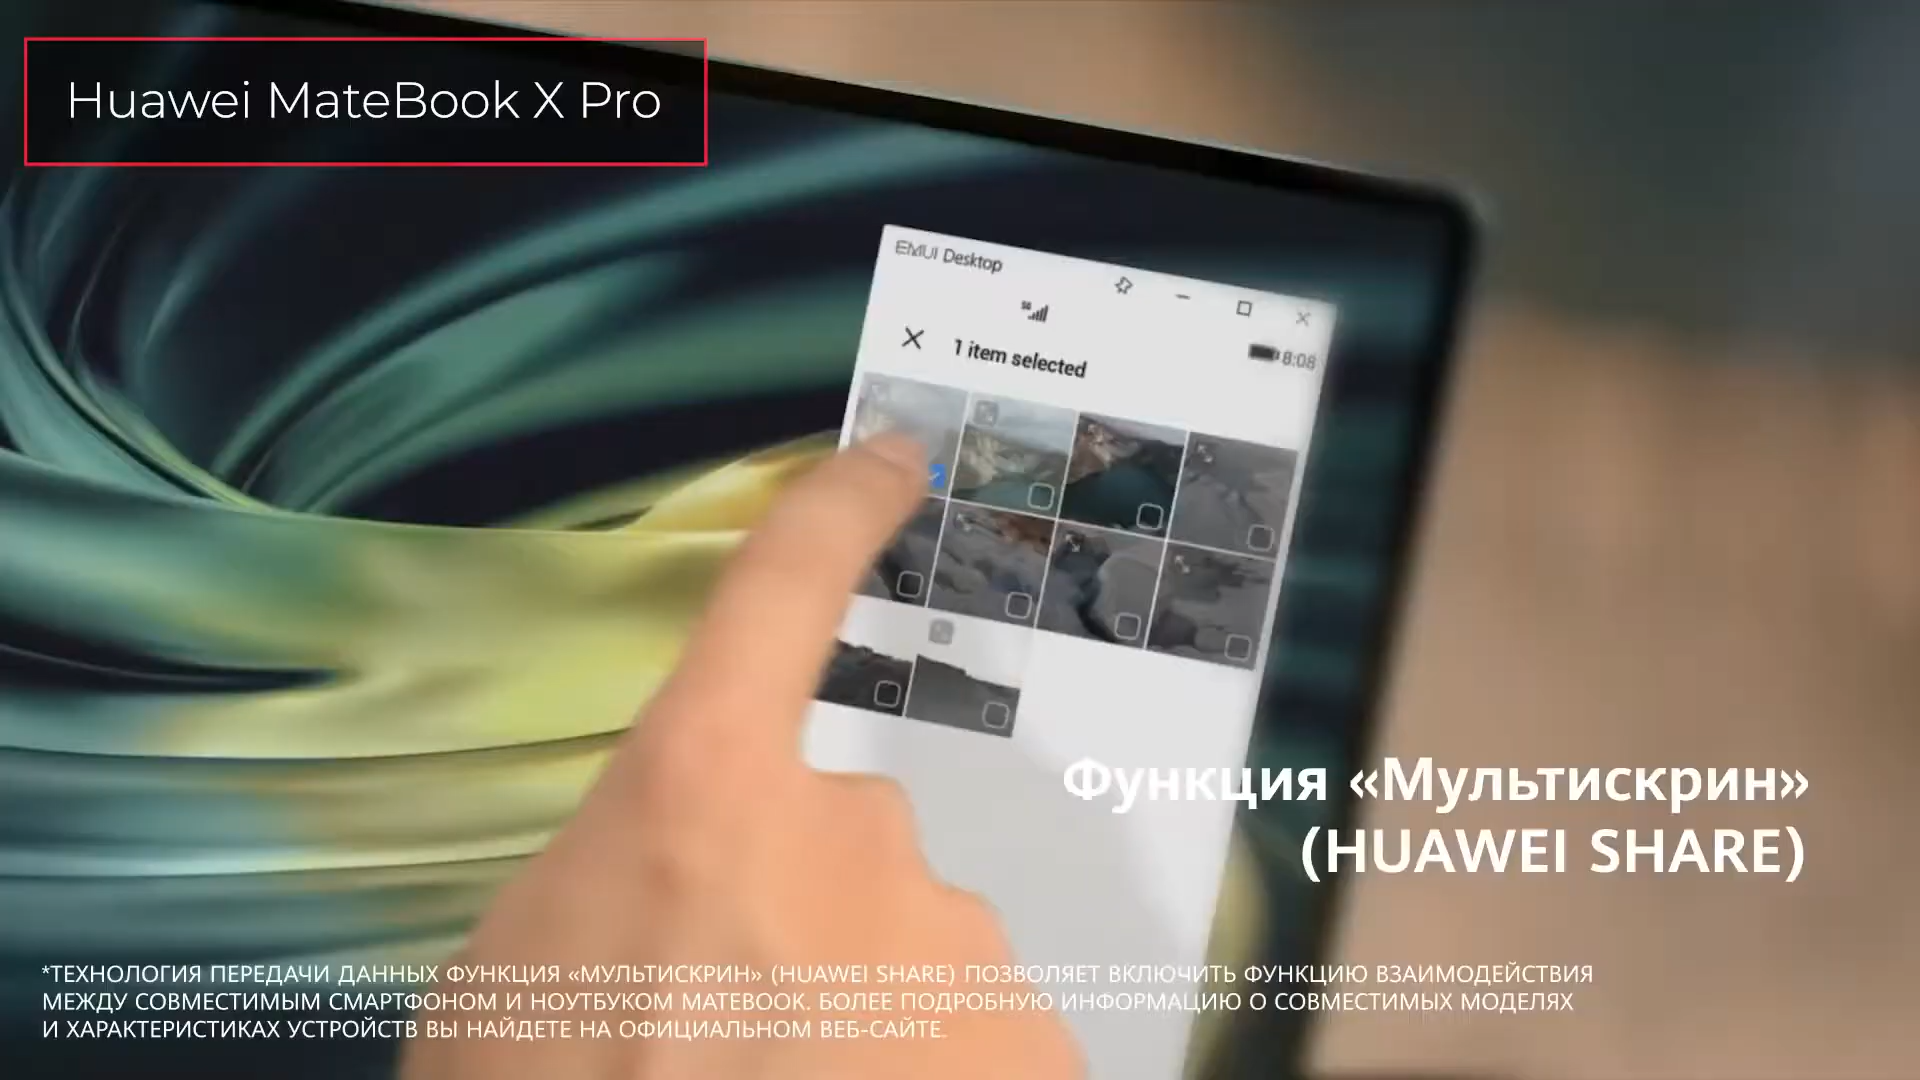 Huawei MateBook X Pro
EMUI Desktop
5G
8:08
1 item selected
Функция «Мультискрин»
(HUAWEI SHARE)
*ТЕХНОЛОГИЯ ПЕРЕДАЧИ ДАННЫХ ФУНКЦИЯ «МУЛЬТИСКРИН» (HUAWEI SHARE) ПОЗВОЛЯЕТ ВКЛЮЧИТЬ ФУНКЦИЮ ВЗАИМОДЕЙСТВИЯ
МЕЖДУ СОВМЕСТИМЫМ СМАРТФОНОМ И НОУТБУКОМ MATEBOOK. БОЛЕЕ ПОДРОБНУЮ ИНФОРМАЦИЮ О СОВМЕСТИМЫХ МОДЕЛЯХ
И ХАРАКТЕРИСТИКАХ УСТРОЙСТВ ВЫ НАЙДЕТЕ НА ОФИЦИАЛЬНОМ ВЕБ-САЙТЕ.